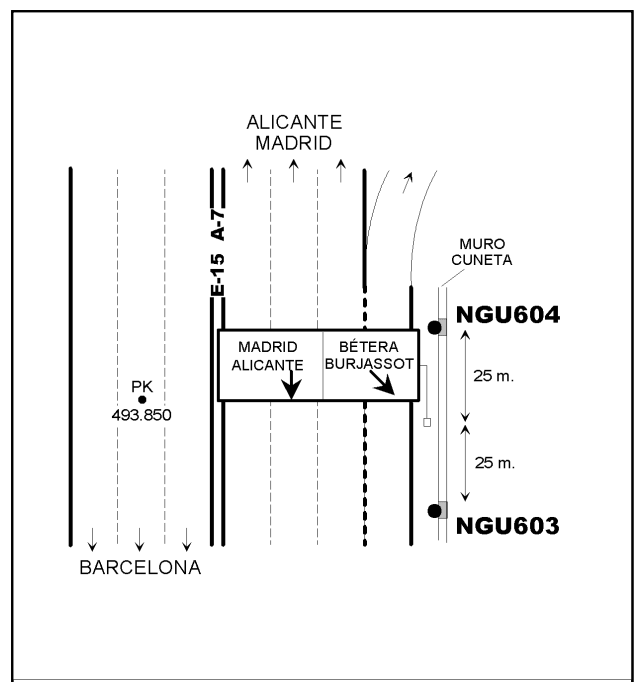 ALICANTE
MADRID
E-15 A-7
MURO
CUNETA
NGU604
MADRID
ALICANTE
BÉTERA
BURJASSOT
25 m.
PK
493.850
25 m.
NGU603
BARCELONA